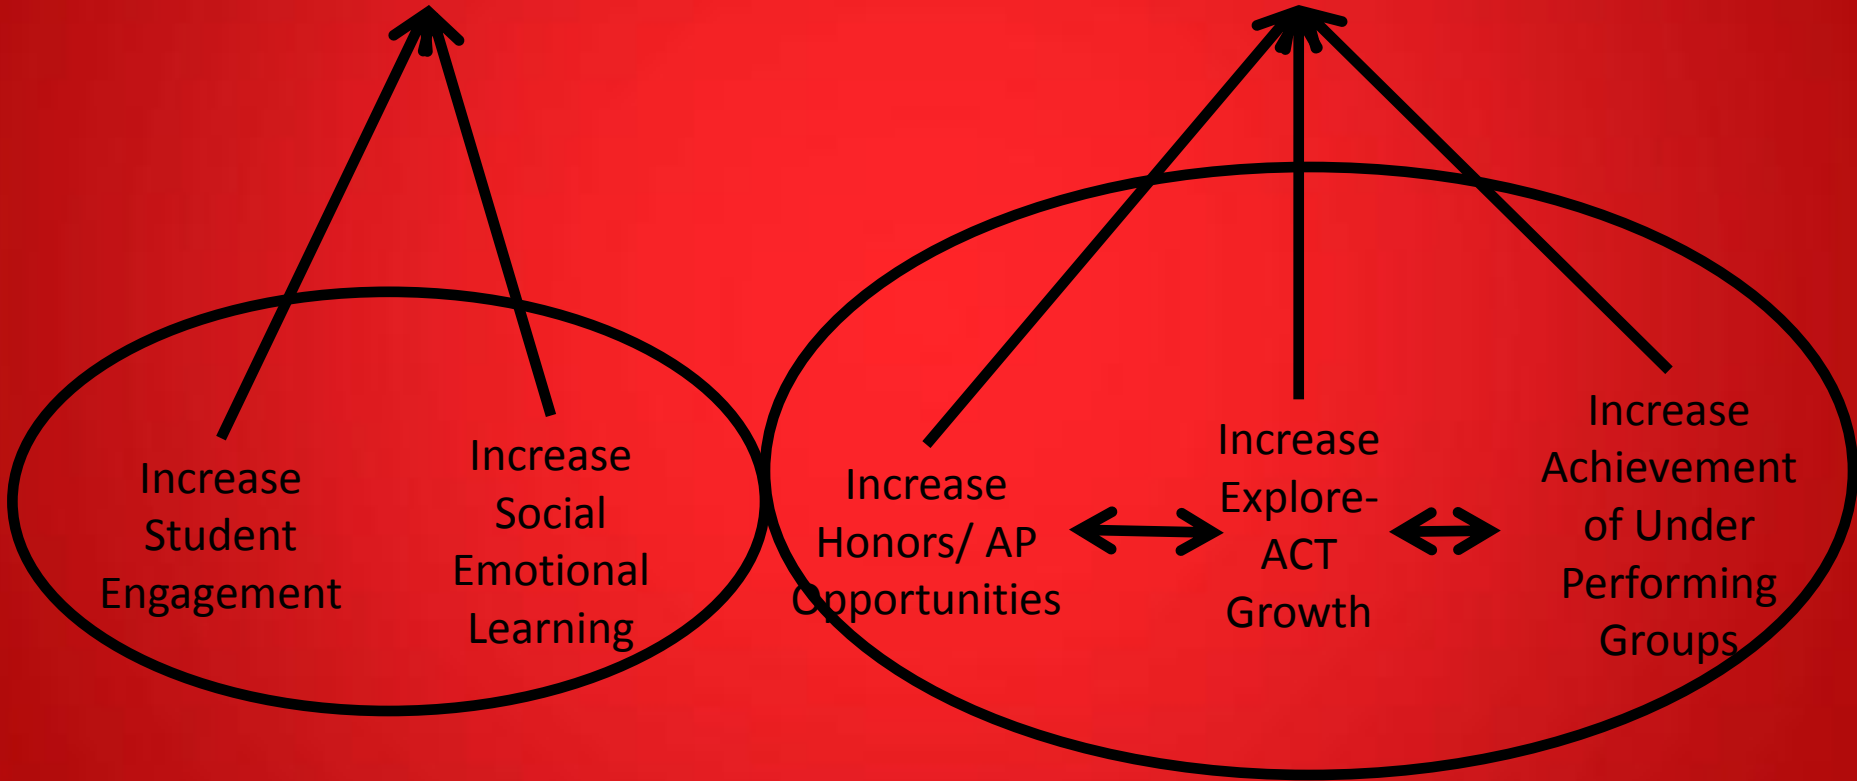 Increase
Student
Engagement
Increase
Social
Emotional
Learning
Increase
Honors/ AP
Opportunities
Increase
Explore-
ACT
Growth
Increase
Achievement
of Under
Performing
Groups